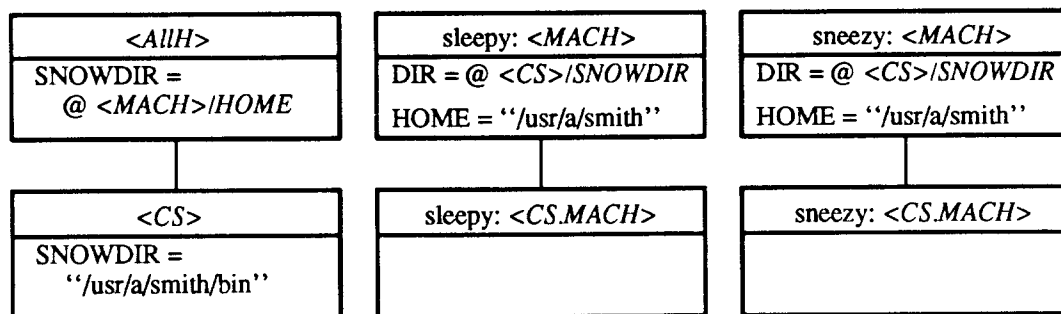 <AllH>
SNOWDIR =
@ <MACH>/HOME
sleepy: <MACH>
DIR = @ <CS>/SNOWDIR
HOME = ‘‘/usr/a/smith’’
sneezy: <MACH>
DIR = @ <CS>/SNOWDIR
HOME = ‘‘/usr/a/smith’’
<CS>
SNOWDIR =
‘‘/usr/a/smith/bin’’
sleepy: <CS.MACH>
sneezy: <CS.MACH>